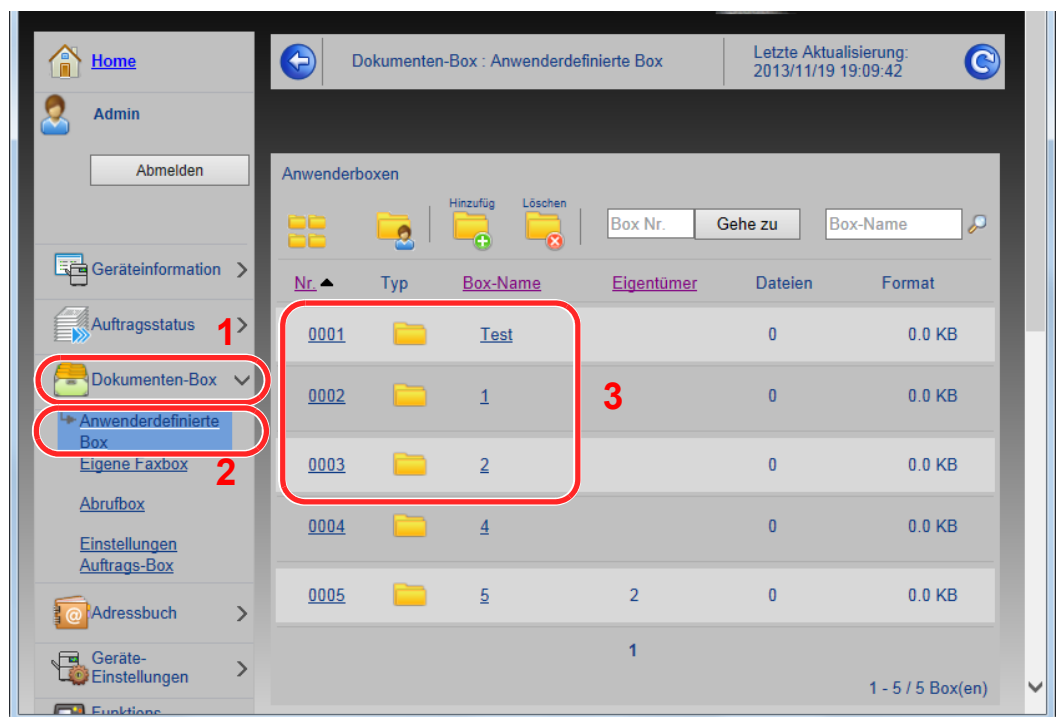 Home
Dokumenten-Box : Anwenderdefinierte Box
Letzte Aktualisierung:
2013/11/19 19:09:42
Admin
Abmelden
Geräteinformation
Auftragsstatus
1
Dokumenten-Box
Anwenderdefinierte
Box
Eigene Faxbox
2
Abrufbox
Einstellungen
Auftrags-Box
Adressbuch
Geräte-
Einstellungen
Funktions
Anwenderboxen
Hinzufüg Löschen
Box Nr. Gehe zu Box-Name
Nr. Typ Box-Name Eigentümer Dateien Format
0001 Test 0 0.0 KB
0002 1 0 0.0 KB
3
0003 2 0 0.0 KB
0004 4 0 0.0 KB
0005 5 2 0 0.0 KB
1
1 - 5 / 5 Box(en)